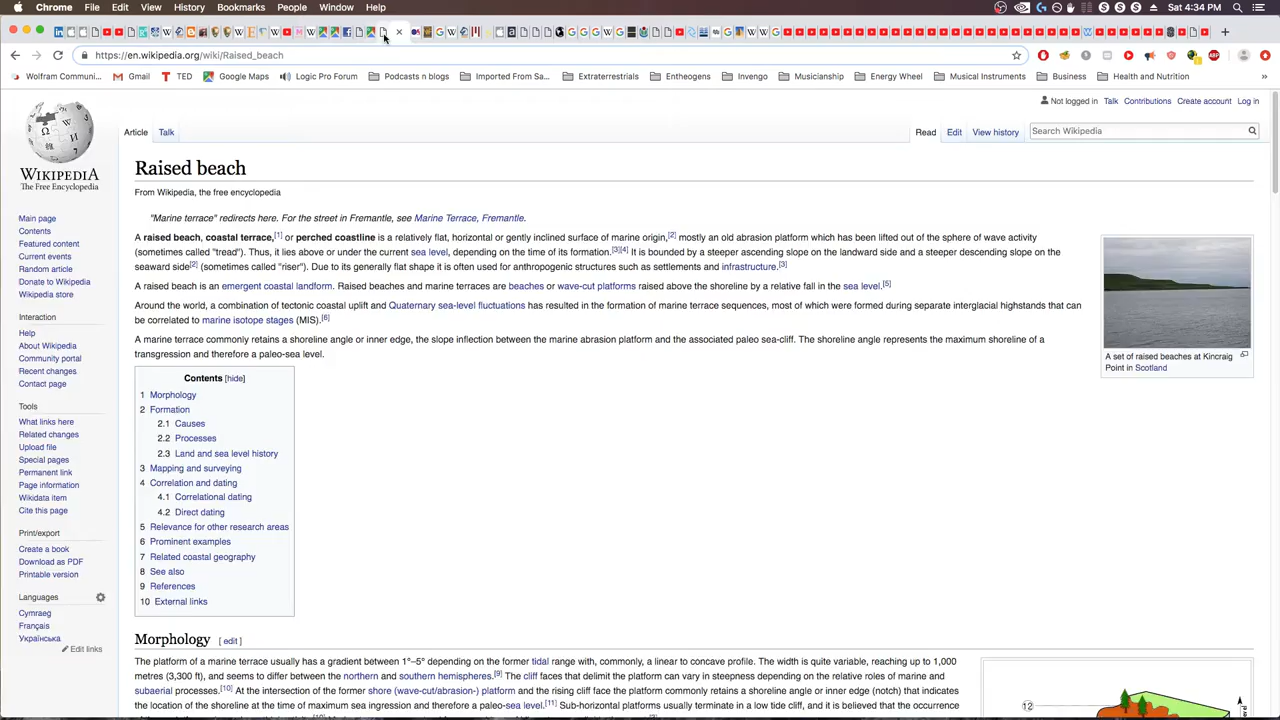 Chrome File Edit View History Bookmarks People Window Help
Sat 4:34 PM
https://en.wikipedia.org/wiki/Raised_beach
Wolfram Communi... Gmail TED Google Maps Logic Pro Forum Podcasts n blogs Imported From Sa... Extraterrestrials Entheogens Invengo Musicianship Energy Wheel Musical Instruments Business Health and Nutrition »
Not logged in Talk Contributions Create account Log in
Article Talk Read Edit View history Search Wikipedia
WIKIPEDIA
The Free Encyclopedia
Main page
Contents
Featured content
Current events
Random article
Donate to Wikipedia
Wikipedia store
Interaction
Help
About Wikipedia
Community portal
Recent changes
Contact page
Tools
What links here
Related changes
Upload file
Special pages
Permanent link
Page information
Wikidata item
Cite this page
Print/export
Create a book
Download as PDF
Printable version
Languages
Cymraeg
Français
Українська
Edit links
Raised beach
From Wikipedia, the free encyclopedia
"Marine terrace" redirects here. For the street in Fremantle, see Marine Terrace, Fremantle.
A raised beach, coastal terrace,[1] or perched coastline is a relatively flat, horizontal or gently inclined surface of marine origin,[2] mostly an old abrasion platform which has been lifted out of the sphere of wave activity
(sometimes called "tread"). Thus, it lies above or under the current sea level, depending on the time of its formation.[3][4] It is bounded by a steeper ascending slope on the landward side and a steeper descending slope on the
seaward side[2] (sometimes called "riser"). Due to its generally flat shape it is often used for anthropogenic structures such as settlements and infrastructure.[3]
A raised beach is an emergent coastal landform. Raised beaches and marine terraces are beaches or wave-cut platforms raised above the shoreline by a relative fall in the sea level.[5]
Around the world, a combination of tectonic coastal uplift and Quaternary sea-level fluctuations has resulted in the formation of marine terrace sequences, most of which were formed during separate interglacial highstands that can
be correlated to marine isotope stages (MIS).[6]
A marine terrace commonly retains a shoreline angle or inner edge, the slope inflection between the marine abrasion platform and the associated paleo sea-cliff. The shoreline angle represents the maximum shoreline of a
transgression and therefore a paleo-sea level.
A set of raised beaches at Kincraig
Point in Scotland
Contents [hide]
1 Morphology
2 Formation
2.1 Causes
2.2 Processes
2.3 Land and sea level history
3 Mapping and surveying
4 Correlation and dating
4.1 Correlational dating
4.2 Direct dating
5 Relevance for other research areas
6 Prominent examples
7 Related coastal geography
8 See also
9 References
10 External links
Morphology [ edit ]
The platform of a marine terrace usually has a gradient between 1°–5° depending on the former tidal range with, commonly, a linear to concave profile. The width is quite variable, reaching up to 1,000
metres (3,300 ft), and seems to differ between the northern and southern hemispheres.[9] The cliff faces that delimit the platform can vary in steepness depending on the relative roles of marine and
subaerial processes.[10] At the intersection of the former shore (wave-cut/abrasion-) platform and the rising cliff face the platform commonly retains a shoreline angle or inner edge (notch) that indicates
the location of the shoreline at the time of maximum sea ingression and therefore a paleo-sea level.[11] Sub-horizontal platforms usually terminate in a low tide cliff, and it is believed that the occurrence
12